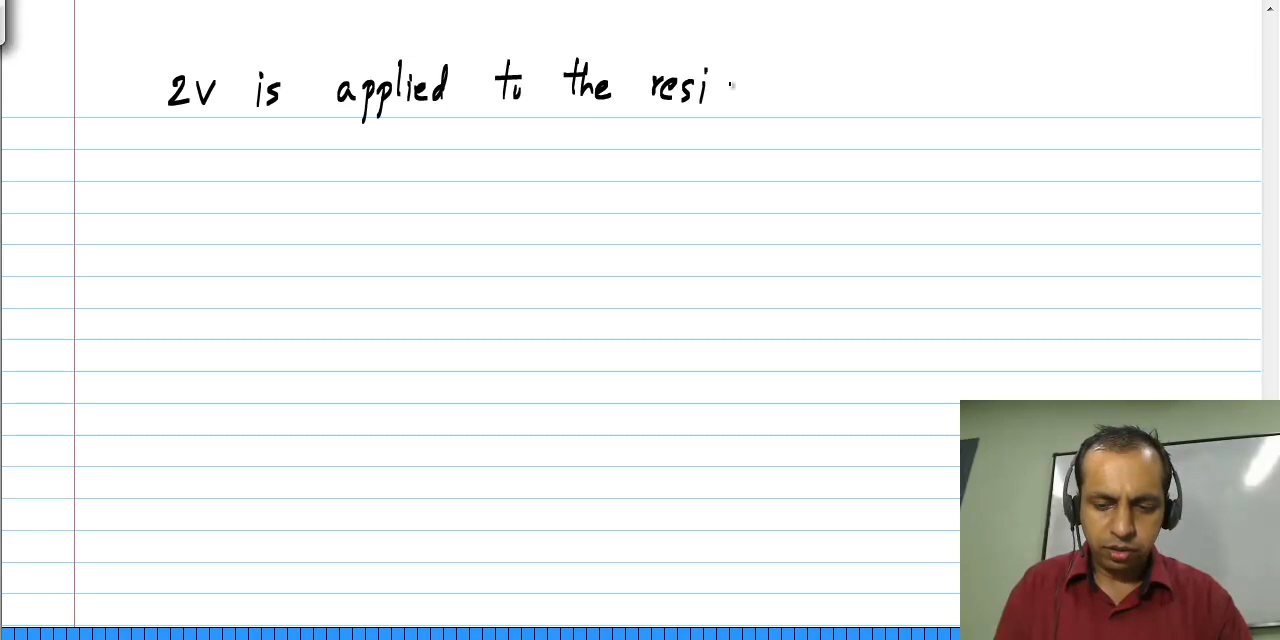 2V is applied to the resi